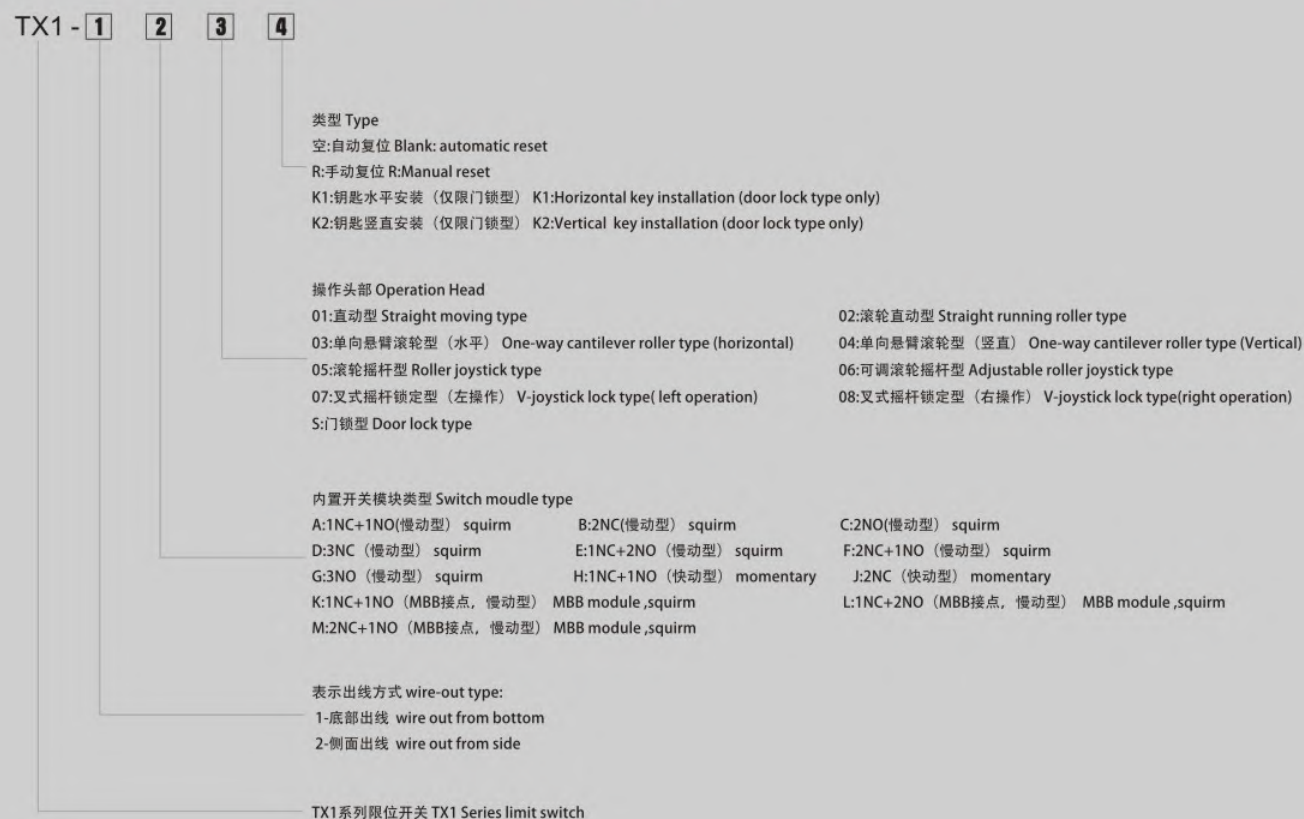 TX1 - 1 2 3 4
类型 Type
空:自动复位 Blank: automatic reset
R:手动复位 R:Manual reset
K1:钥匙水平安装（仅限门锁型） K1:Horizontal key installation (door lock type only)
K2:钥匙竖直安装（仅限门锁型） K2:Vertical key installation (door lock type only)
操作头部 Operation Head
01:直动型 Straight moving type 02:滚轮直动型 Straight running roller type
03:单向悬臂滚轮型（水平） One-way cantilever roller type (horizontal) 04:单向悬臂滚轮型（竖直） One-way cantilever roller type (Vertical)
05:滚轮摇杆型 Roller joystick type 06:可调滚轮摇杆型 Adjustable roller joystick type
07:叉式摇杆锁定型（左操作） V-joystick lock type( left operation) 08:叉式摇杆锁定型（右操作） V-joystick lock type(right operation)
S:门锁型 Door lock type
内置开关模块类型 Switch moudle type
A:1NC+1NO(慢动型） squirm B:2NC(慢动型） squirm C:2NO(慢动型） squirm
D:3NC（慢动型） squirm E:1NC+2NO（慢动型） squirm F:2NC+1NO（慢动型） squirm
G:3NO（慢动型） squirm H:1NC+1NO（快动型） momentary J:2NC（快动型） momentary
K:1NC+1NO（MBB接点，慢动型） MBB module ,squirm L:1NC+2NO（MBB接点，慢动型） MBB module ,squirm
M:2NC+1NO（MBB接点，慢动型） MBB module ,squirm
表示出线方式 wire-out type:
1-底部出线 wire out from bottom
2-侧面出线 wire out from side
TX1系列限位开关 TX1 Series limit switch